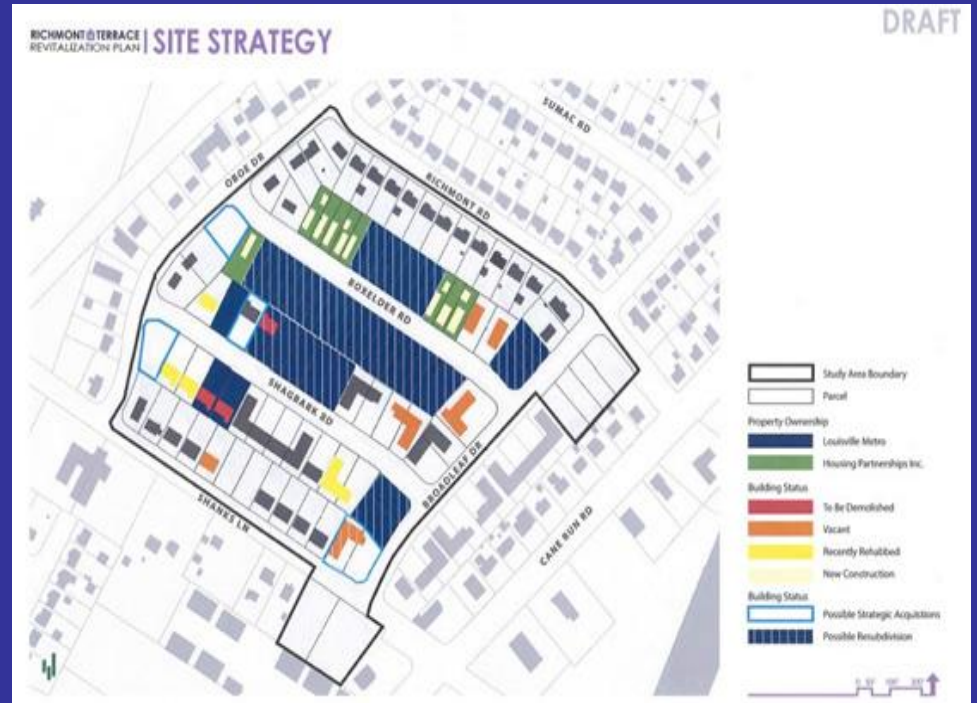 DRAFT
RICHMONT TERRACE
REVITALIZATION PLAN
SITE STRATEGY
SUMAC RD
OBOE DR
RICHMONT RD
BOXELDER RD
SHAGBARK RD
BROADLEAF DR
SHANKS LN
CANE RUN RD
Study Area Boundary
Parcel
Property Ownership
Louisville Metro
Housing Partnerships Inc.
Building Status
To Be Demolished
Vacant
Recently Rehabbed
New Construction
Building Status
Possible Strategic Acquisitions
Possible Resubdivision